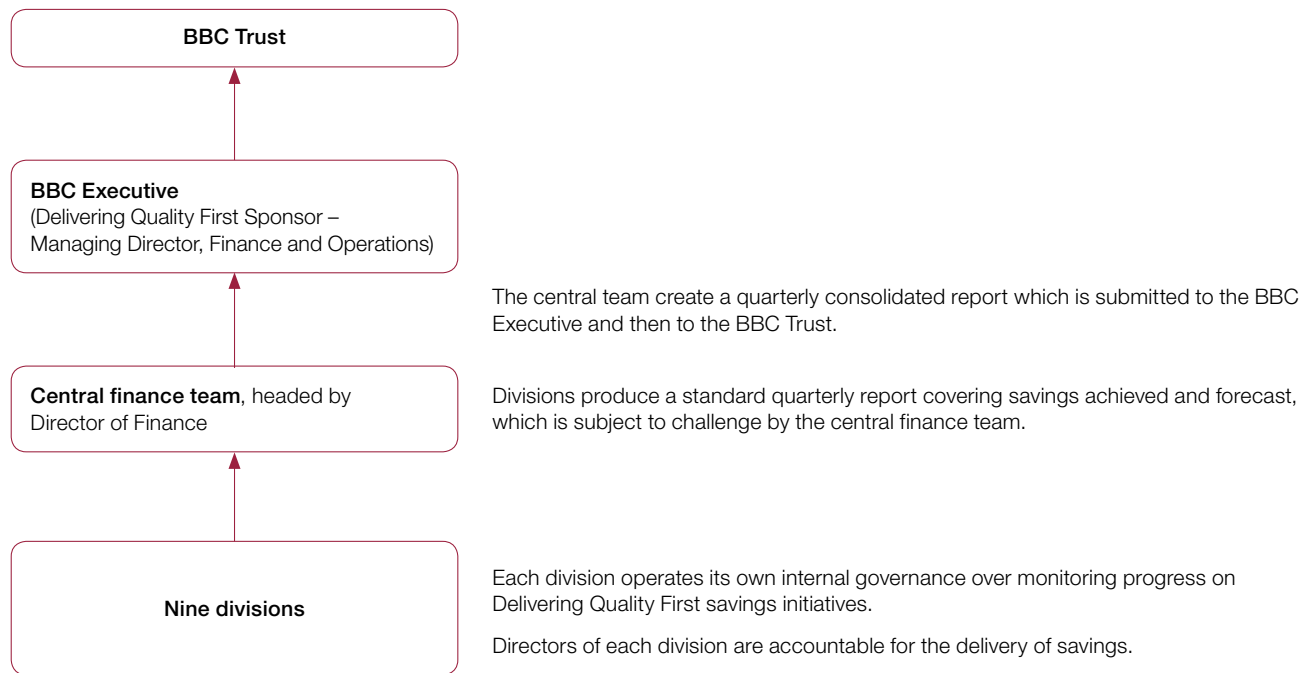 BBC Trust
BBC Executive
(Delivering Quality First Sponsor –
Managing Director, Finance and Operations)
The central team create a quarterly consolidated report which is submitted to the BBC
Executive and then to the BBC Trust.
Central finance team, headed by
Director of Finance
Divisions produce a standard quarterly report covering savings achieved and forecast,
which is subject to challenge by the central finance team.
Nine divisions
Each division operates its own internal governance over monitoring progress on
Delivering Quality First savings initiatives.
Directors of each division are accountable for the delivery of savings.